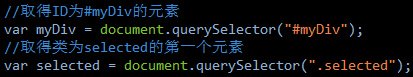 //取得ID为#myDiv的元素
var myDiv = document.querySelector("#myDiv");
//取得类为selected的第一个元素
var selected = document.querySelector(".selected");